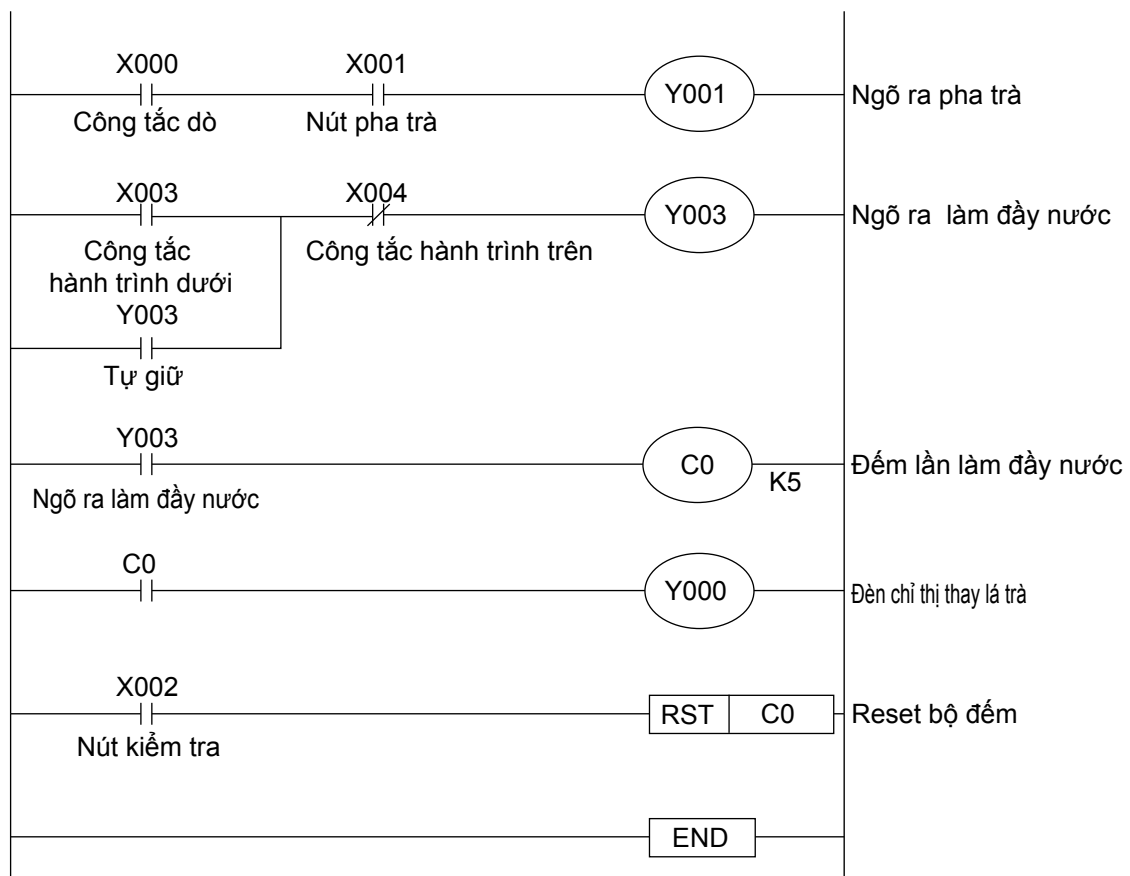 X000 X001
Y001 Ngõ ra pha trà
Công tắc dò Nút pha trà
X003 X004
Y003 Ngõ ra làm đầy nước
Công tắc Công tắc hành trình trên
hành trình dưới
Y003
Tự giữ
Y003
C0 Đếm lần làm đầy nước
K5
Ngõ ra làm đầy nước
C0
Y000 Đèn chỉ thị thay lá trà
X002
RST C0 Reset bộ đếm
Nút kiểm tra
END